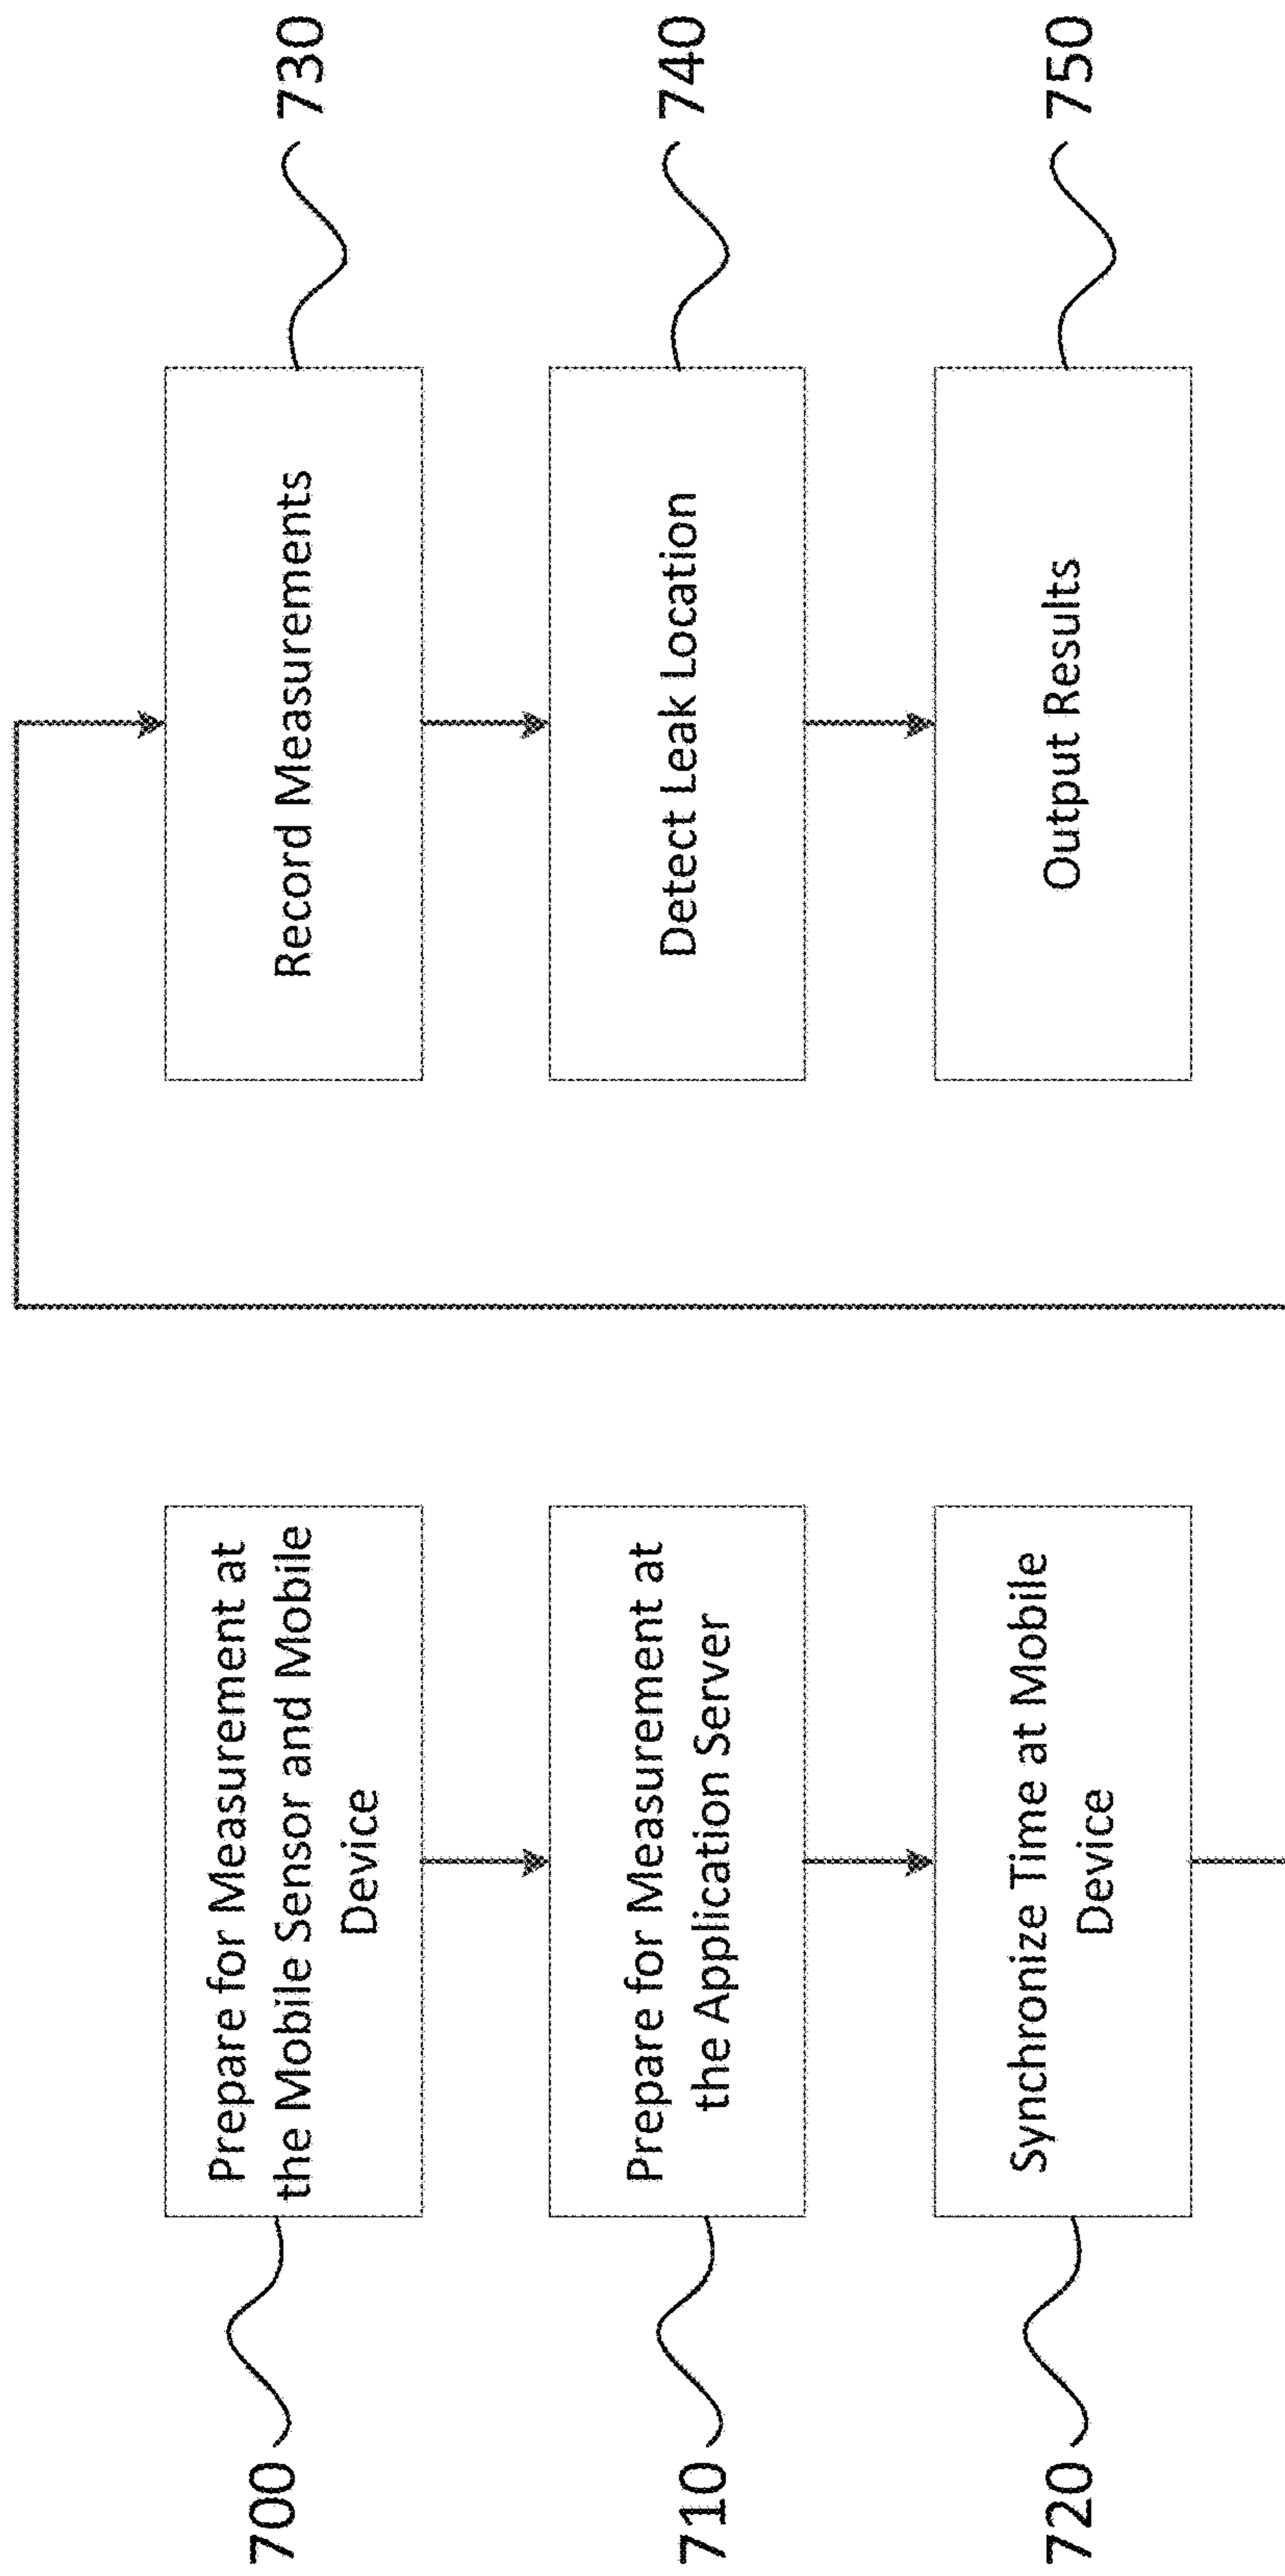 700
Prepare for Measurement at
the Mobile Sensor and Mobile
Device
710
Prepare for Measurement at
the Application Server
720
Synchronize Time at Mobile
Device
Record Measurements
730
Detect Leak Location
740
Output Results
750